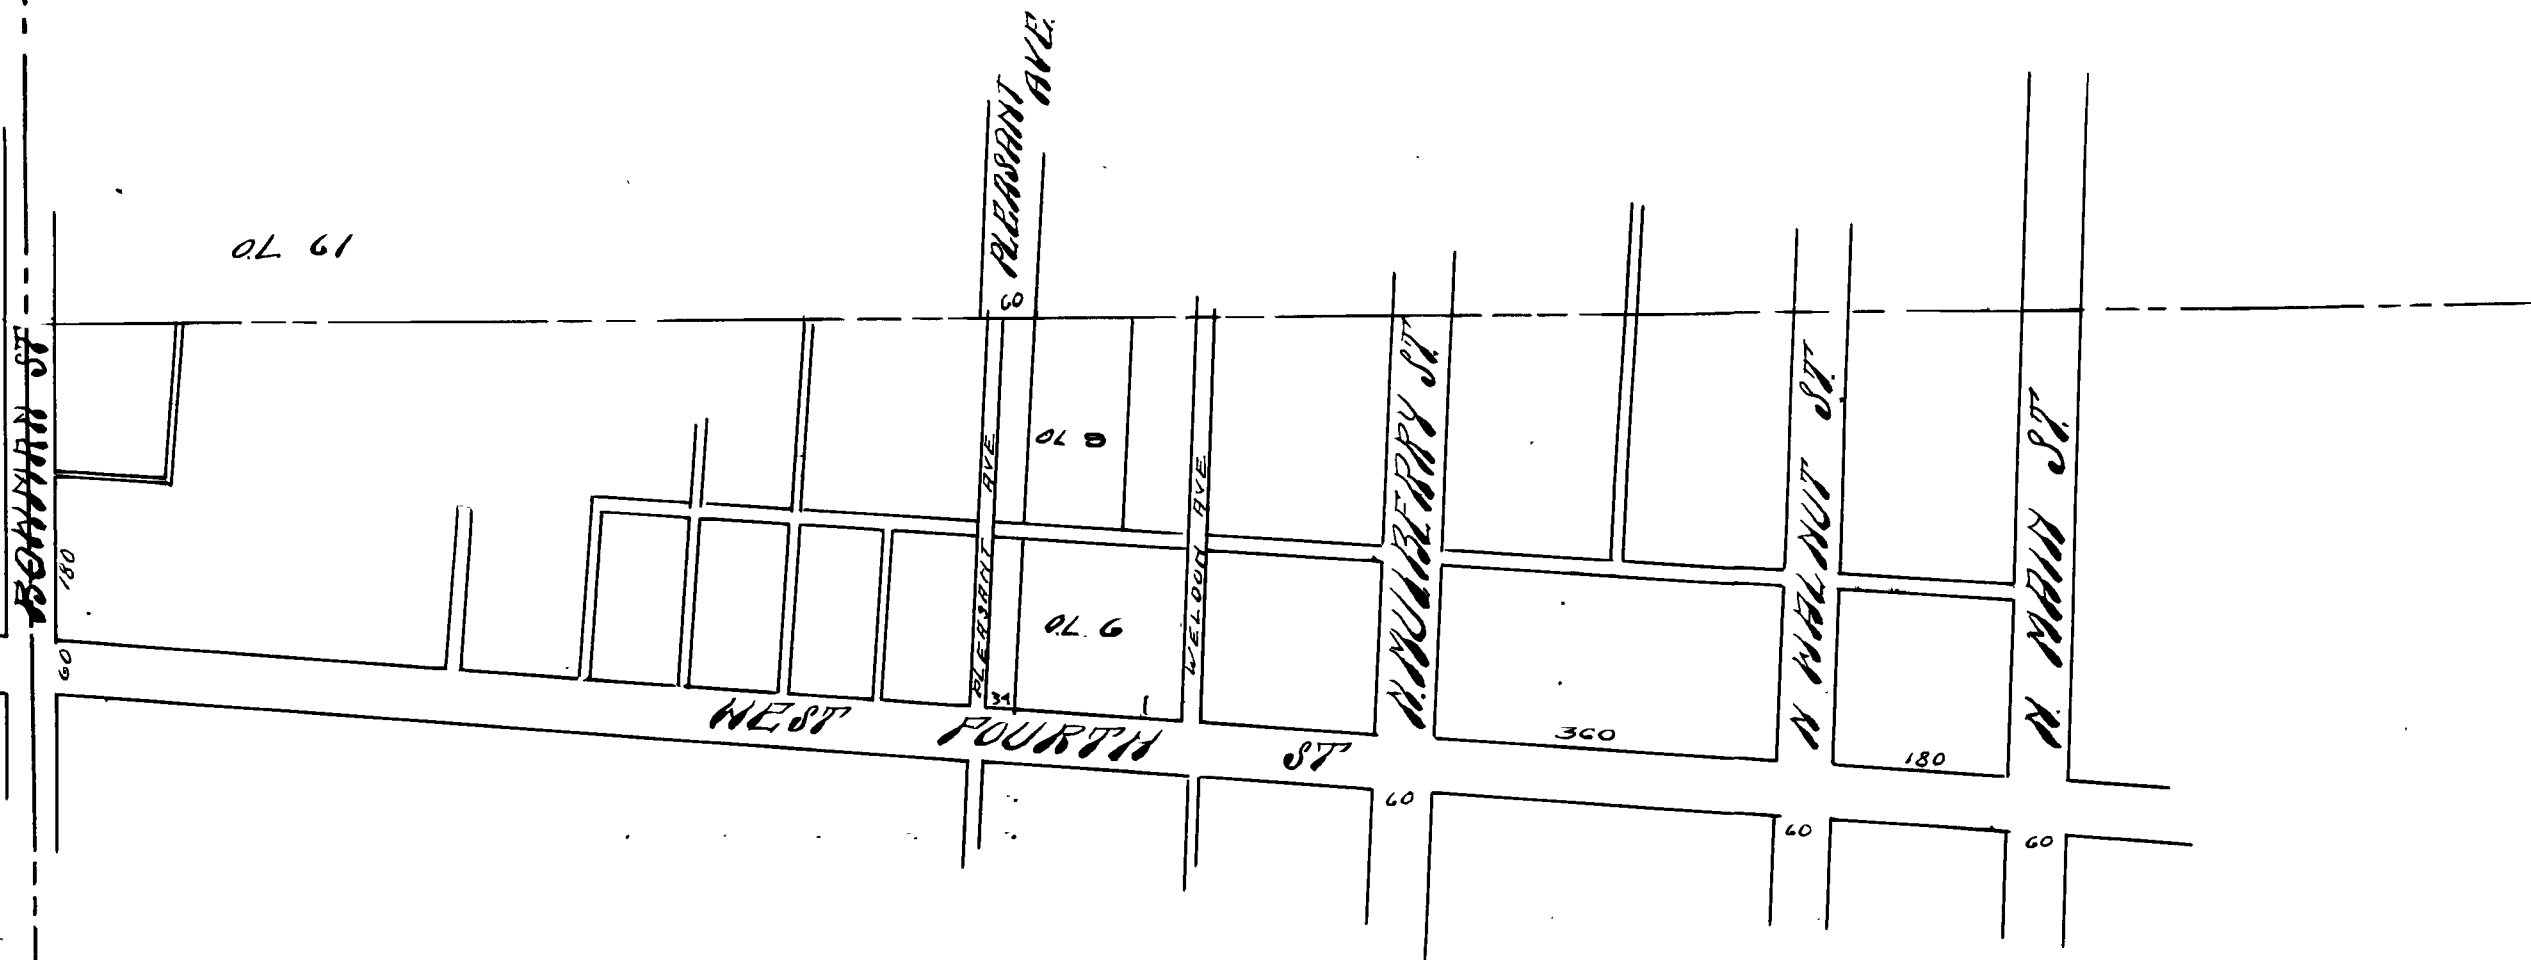 PLEASANT AVE.
O.L. 61
60
BOWMAN ST
180
60
PLEASANT AVE
O.L. 8
WELDON AVE
O.L. 6
34
1
N. MULBERRY ST.
N WALNUT ST.
N. MAIN ST.
WEST FOURTH ST
360
180
60
60
60